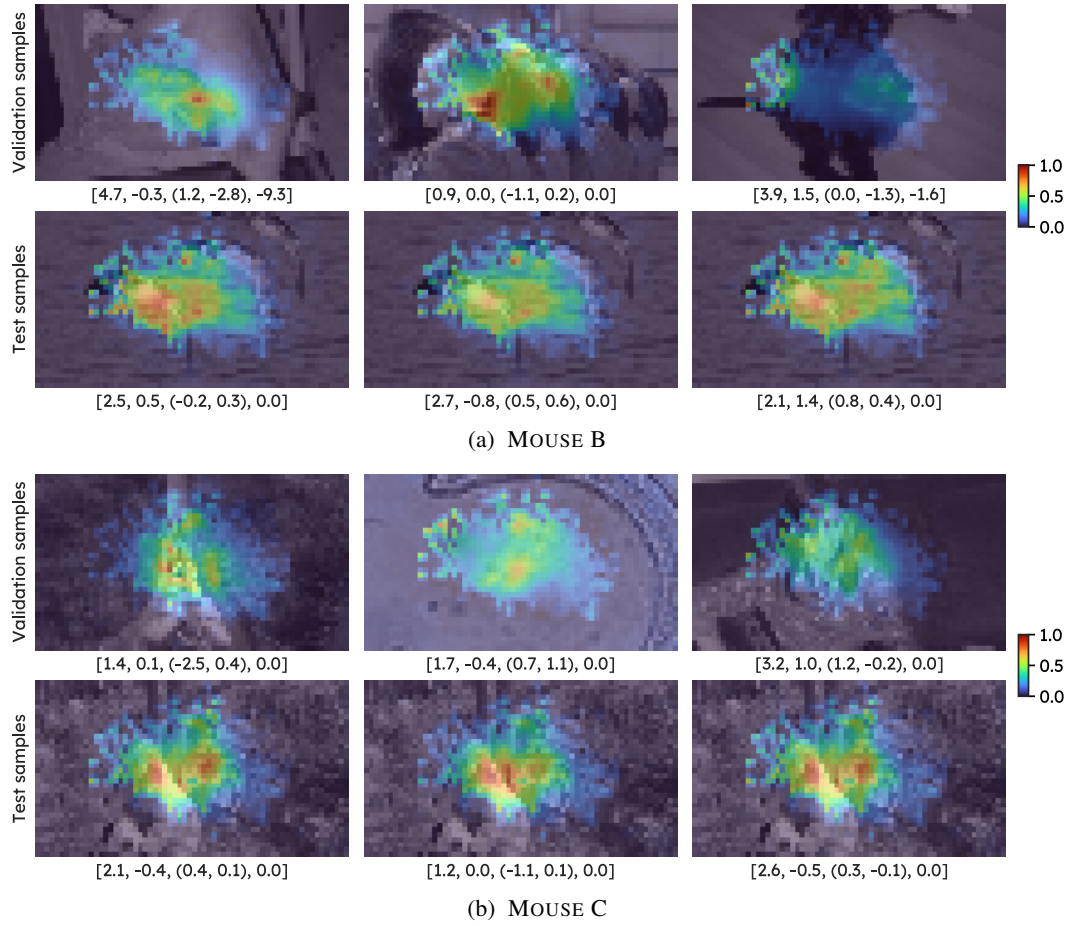 Validation samples
[4.7, -0.3, (1.2, -2.8), -9.3]
[0.9, 0.0, (-1.1, 0.2), 0.0]
[3.9, 1.5, (0.0, -1.3), -1.6]
1.0
0.5
0.0
Test samples
[2.5, 0.5, (-0.2, 0.3), 0.0]
[2.7, -0.8, (0.5, 0.6), 0.0]
[2.1, 1.4, (0.8, 0.4), 0.0]
(a) MOUSE B
Validation samples
[1.4, 0.1, (-2.5, 0.4), 0.0]
[1.7, -0.4, (0.7, 1.1), 0.0]
[3.2, 1.0, (1.2, -0.2), 0.0]
1.0
0.5
0.0
Test samples
[2.1, -0.4, (0.4, 0.1), 0.0]
[1.2, 0.0, (-1.1, 0.1), 0.0]
[2.6, -0.5, (0.3, -0.1), 0.0]
(b) MOUSE C